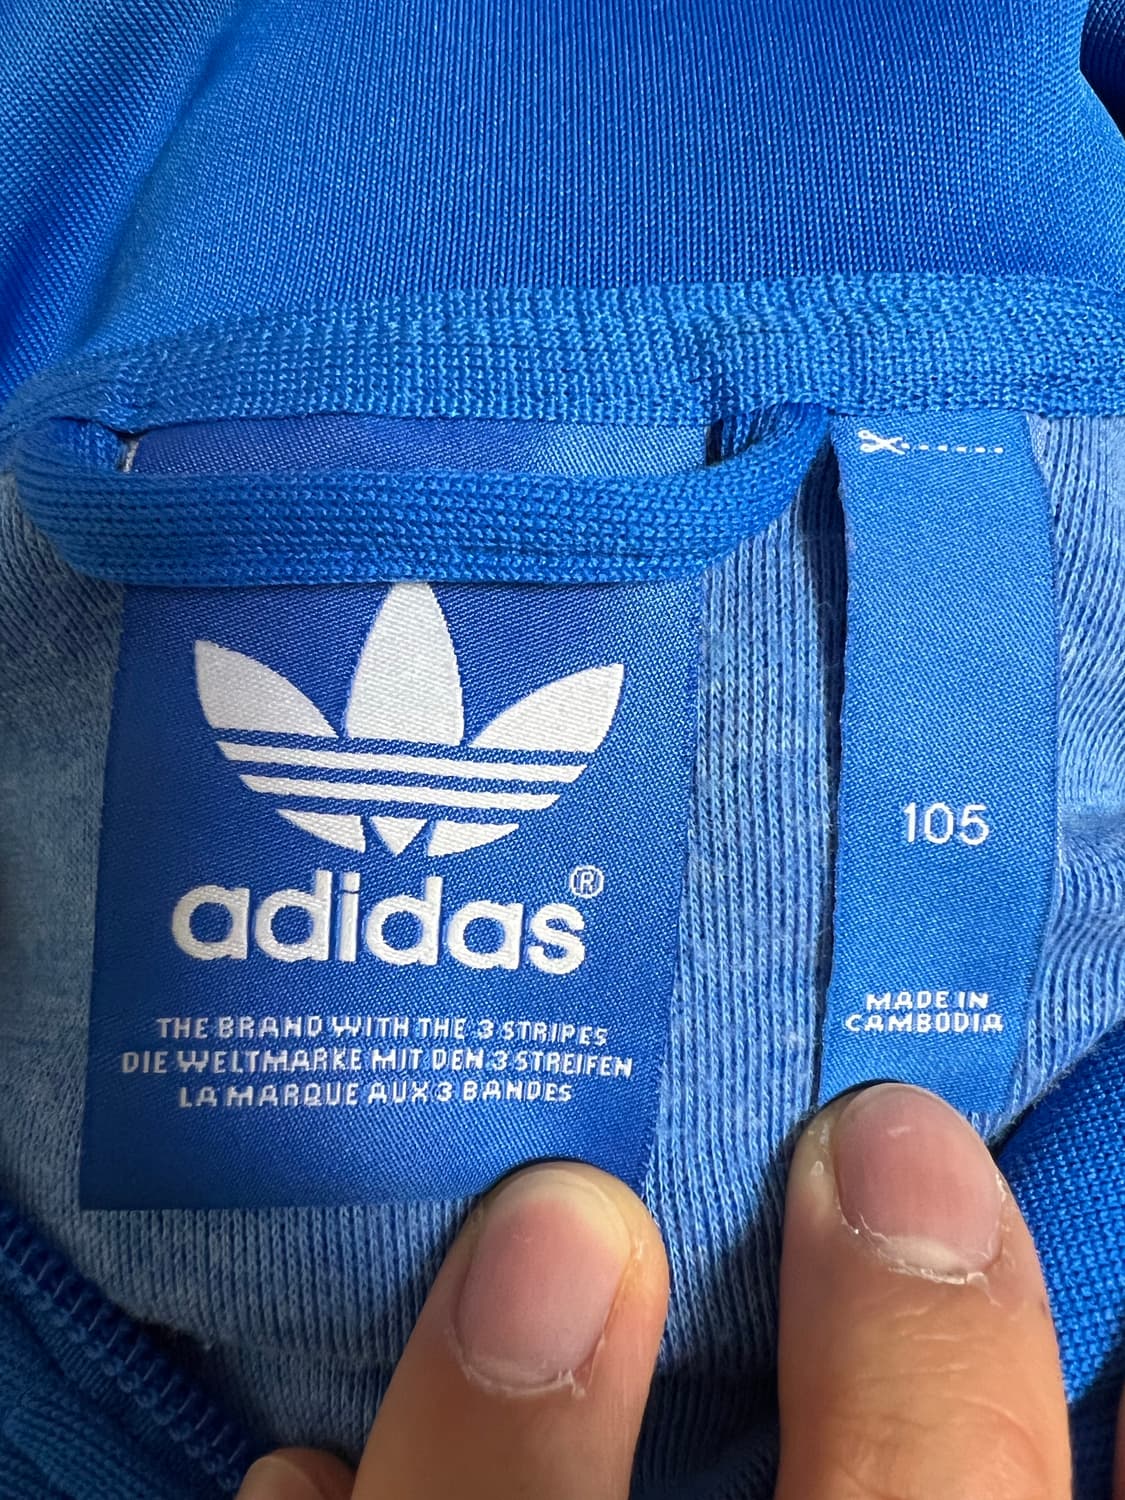 adidas®
THE BRAND WITH THE 3 STRIPES
DIE WELTMARKE MIT DEN 3 STREIFEN
LA MARQUE AUX 3 BANDES
105
MADE IN
CAMBODIA